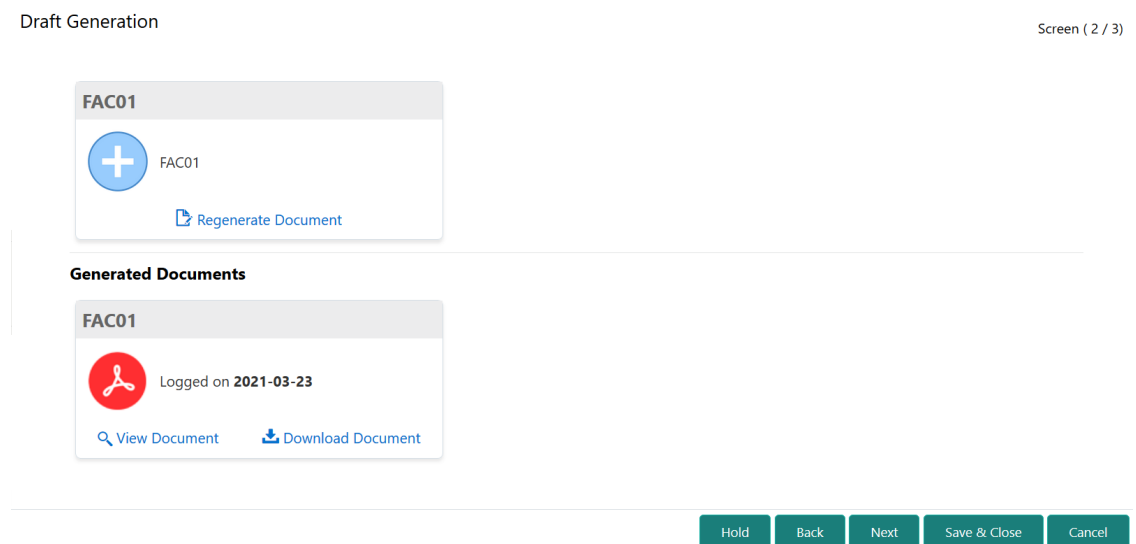 Draft Generation
Screen ( 2 / 3)
FAC01
FAC01
Regenerate Document
Generated Documents
FAC01
Logged on 2021-03-23
View Document Download Document
Hold Back Next Save & Close Cancel